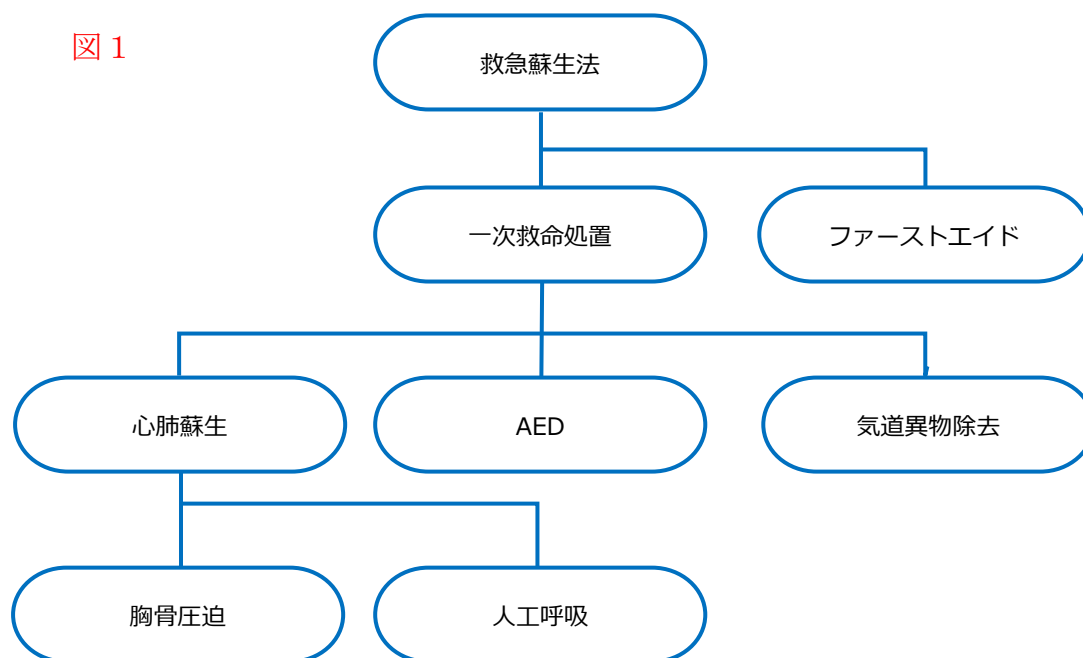 図１
救急蘇生法
一次救命処置
ファーストエイド
心肺蘇生
AED
気道異物除去
胸骨圧迫
人工呼吸